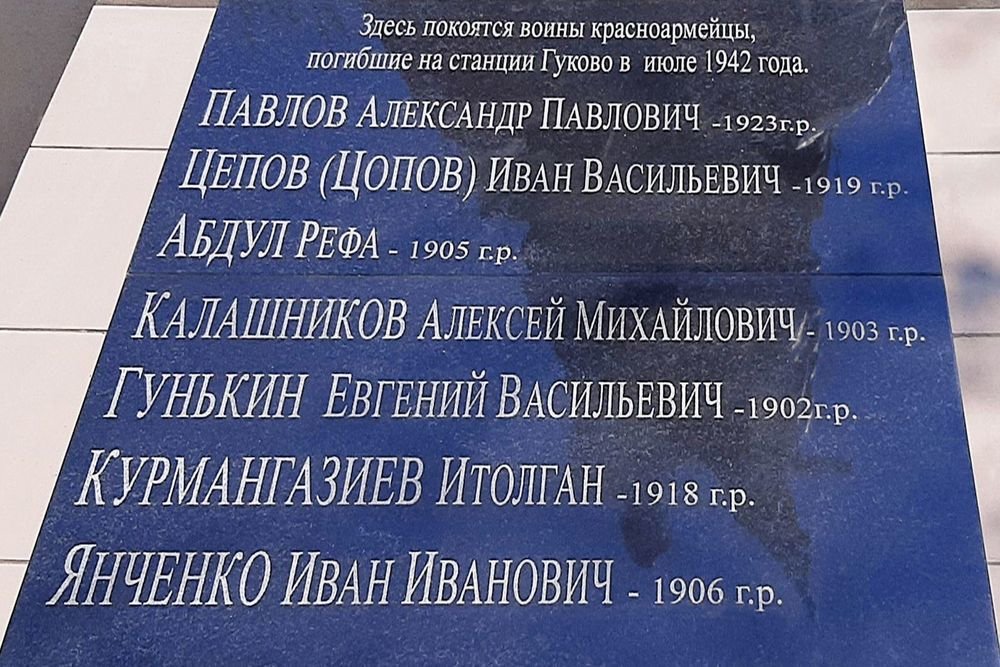 Здесь покоятся воины красноармейцы,
погибшие на станции Гуково в июле 1942 года.
ПАВЛОВ АЛЕКСАНДР ПАВЛОВИЧ -1923г.р.
ЦЕПОВ (ЦОПОВ) ИВАН ВАСИЛЬЕВИЧ -1919 г.р.
АБДУЛ РЕФА - 1905 г.р.
КАЛАШНИКОВ АЛЕКСЕЙ МИХАЙЛОВИЧ - 1903 г.р.
ГУНЬКИН ЕВГЕНИЙ ВАСИЛЬЕВИЧ -1902г.р.
КУРМАНГАЗИЕВ ИТОЛГАН -1918 г.р.
ЯНЧЕНКО ИВАН ИВАНОВИЧ - 1906 г.р.